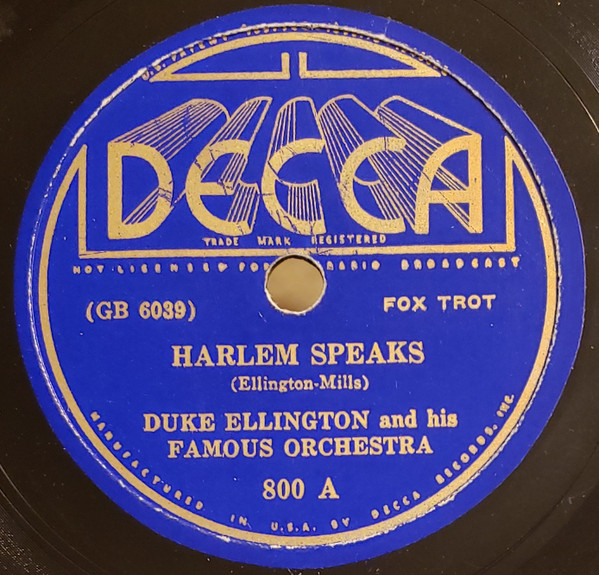 DECCA
TRADE MARK REGISTERED
NOT LICENSED FOR RADIO BROADCAST
(GB 6039)
FOX TROT
HARLEM SPEAKS
(Ellington-Mills)
DUKE ELLINGTON and his
FAMOUS ORCHESTRA
800 A
MANUFACTURED IN U.S.A. BY DECCA RECORDS, INC.